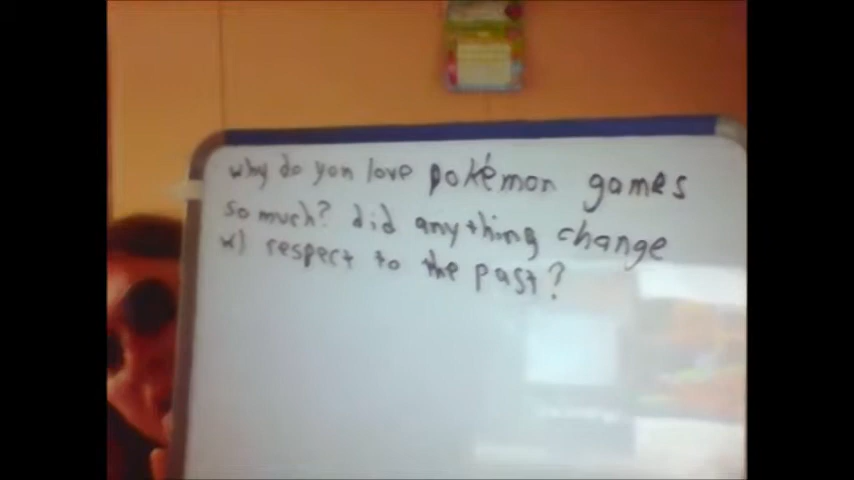 why do you love pokémon games
so much? did anything change
w) respect to the past?